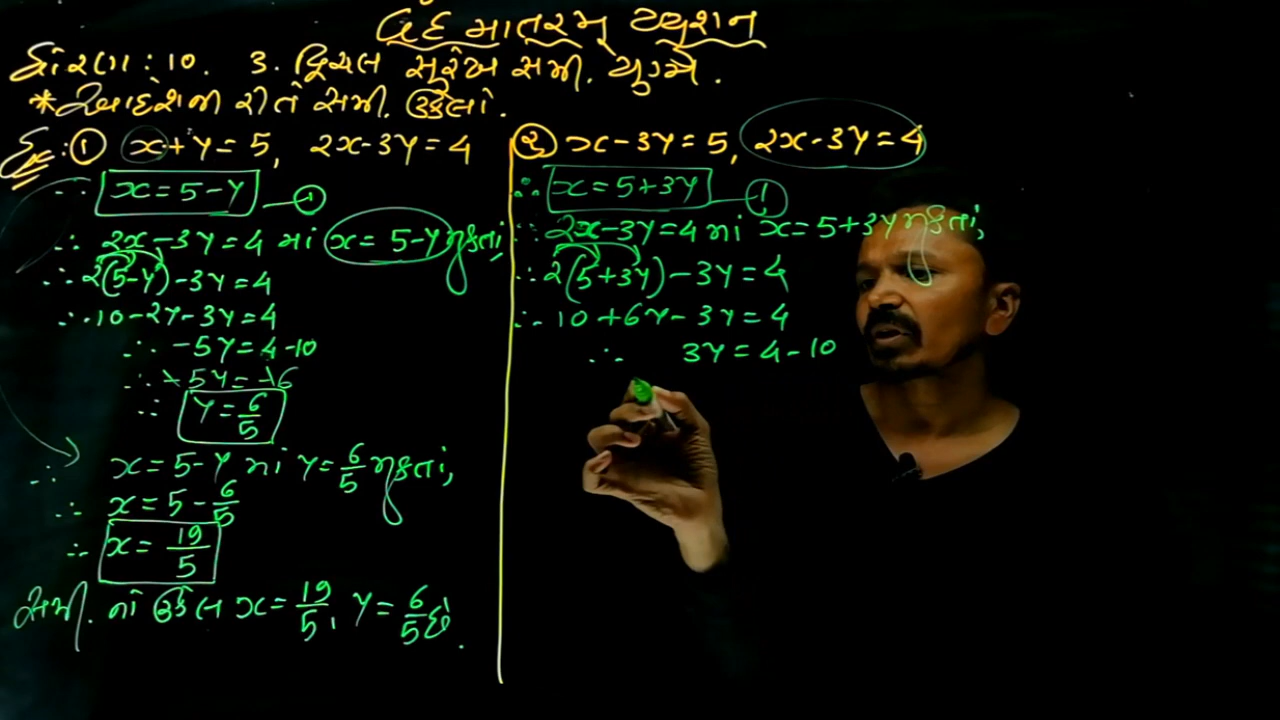 વંદે માતરમ્ ટ્યુશન
ધોરણ : 10. 3. દ્વિચલ સુરેખ સમી. યુગ્મ.
* આદેશની રીતે સમી. ઉકેલો.
① x+y=5, 2x-3y=4
∴ x=5-y —①
∴ 2x-3y=4 માં x=5-y મુકતાં,
∴ 2(5-y)-3y=4
∴ 10-2y-3y=4
∴ -5y=4-10
∴ -5y=-6
∴ y=6/5
∴ x=5-y માં y=6/5 મુકતાં,
∴ x=5-6/5
∴ x=19/5
સમી. નો ઉકેલ x=19/5, y=6/5 છે.
② x-3y=5, 2x-3y=4
∴ x=5+3y —①
∴ 2x-3y=4 માં x=5+3y મુકતાં,
∴ 2(5+3y)-3y=4
∴ 10+6y-3y=4
∴ 3y=4-10